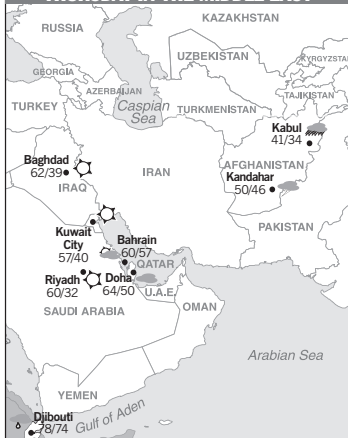 RUSSIA
KAZAKHSTAN
UZBEKISTAN
KYRGYZSTAN
GEORGIA
AZERBAIJAN
TAJIKISTAN
TURKEY
Caspian
Sea
TURKMENISTAN
Kabul
41/34
Baghdad
62/39
IRAQ
IRAN
AFGHANISTAN
Kandahar
50/46
PAKISTAN
Kuwait
City
57/40
Bahrain
60/57
QATAR
Riyadh
60/32
Doha
64/50
U.A.E.
OMAN
SAUDI ARABIA
Arabian Sea
YEMEN
Djibouti
78/74
Gulf of Aden